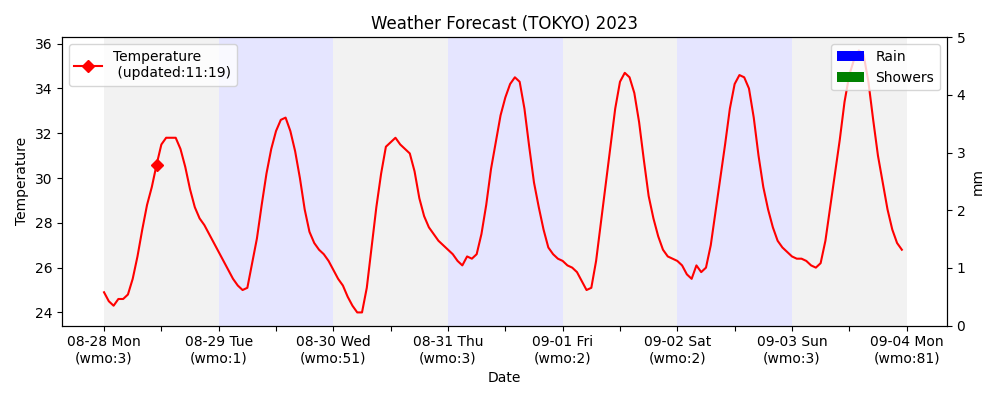 Weather Forecast (TOKYO) 2023
Temperature
(updated:11:19)
Rain
Showers
36
34
32
30
28
26
24
Temperature
5
4
3
2
1
0
mm
08-28 Mon
(wmo:3)
08-29 Tue
(wmo:1)
08-30 Wed
(wmo:51)
08-31 Thu
(wmo:3)
09-01 Fri
(wmo:2)
09-02 Sat
(wmo:2)
09-03 Sun
(wmo:3)
09-04 Mon
(wmo:81)
Date